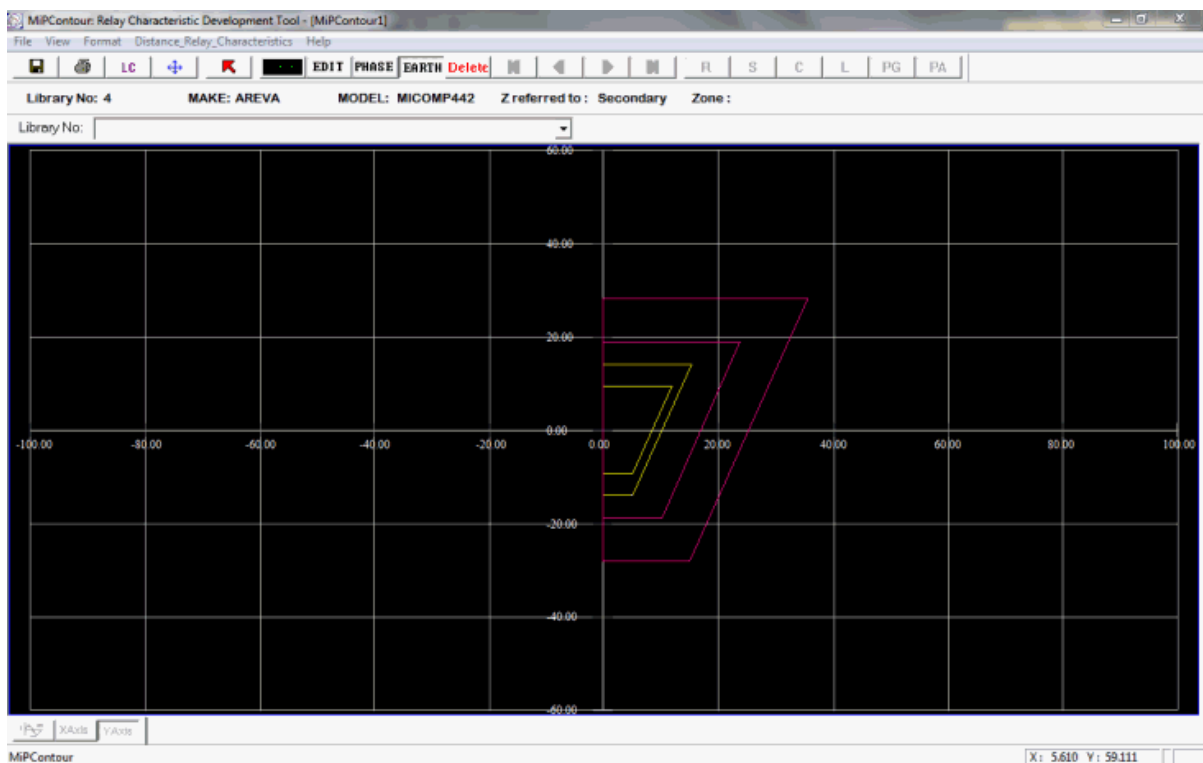 MiPContour: Relay Characteristic Development Tool - [MiPContour1]
File View Format Distance_Relay_Characteristics Help
LC EDIT PHASE EARTH Delete R S C L PG PA
Library No: 4 MAKE: AREVA MODEL: MICOMP442 Z referred to : Secondary Zone :
Library No:
60.00
40.00
20.00
0.00
-100.00 -80.00 -60.00 -40.00 -20.00 0.00 20.00 40.00 60.00 80.00 100.00
-20.00
-40.00
-60.00
XAxis YAxis
MiPContour X: 5.610 Y: 59.111